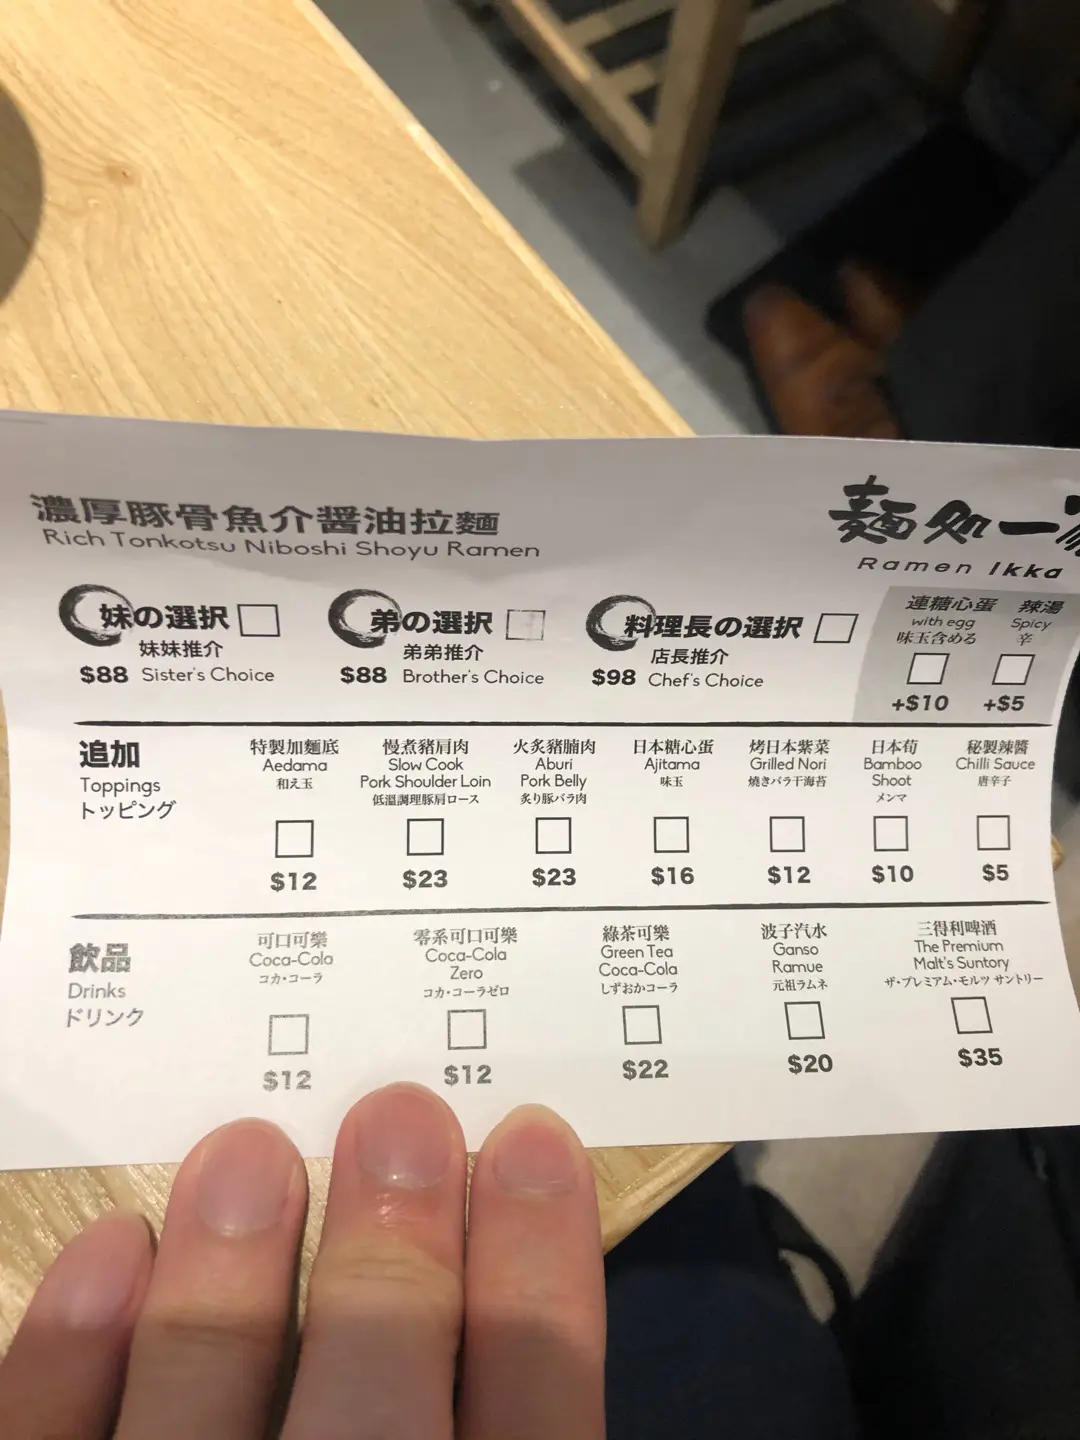 濃厚豚骨魚介醤油拉麵
Rich Tonkotsu Niboshi Shoyu Ramen
麵処一家
Ramen Ikka
妹の選択
妹妹推介
$88 Sister's Choice
弟の選択
弟弟推介
$88 Brother's Choice
料理長の選択
店長推介
$98 Chef's Choice
連糖心蛋
with egg
味玉含める
+$10
辣湯
Spicy
辛
+$5
追加
Toppings
トッピング
特製加麵底
Aedama
和え玉
$12
慢煮豬肩肉
Slow Cook
Pork Shoulder Loin
低温調理豚肩ロース
$23
火炙豬腩肉
Aburi
Pork Belly
炙り豚バラ肉
$23
日本糖心蛋
Ajitama
味玉
$16
烤日本紫菜
Grilled Nori
焼きバラ干海苔
$12
日本荀
Bamboo
Shoot
メンマ
$10
秘製辣醬
Chilli Sauce
唐辛子
$5
飲品
Drinks
ドリンク
可口可樂
Coca-Cola
コカ・コーラ
$12
零系可口可樂
Coca-Cola
Zero
コカ・コーラゼロ
$12
綠茶可樂
Green Tea
Coca-Cola
しずおかコーラ
$22
波子汽水
Ganso
Ramue
元祖ラムネ
$20
三得利啤酒
The Premium
Malt's Suntory
ザ・プレミアム・モルツ サントリー
$35